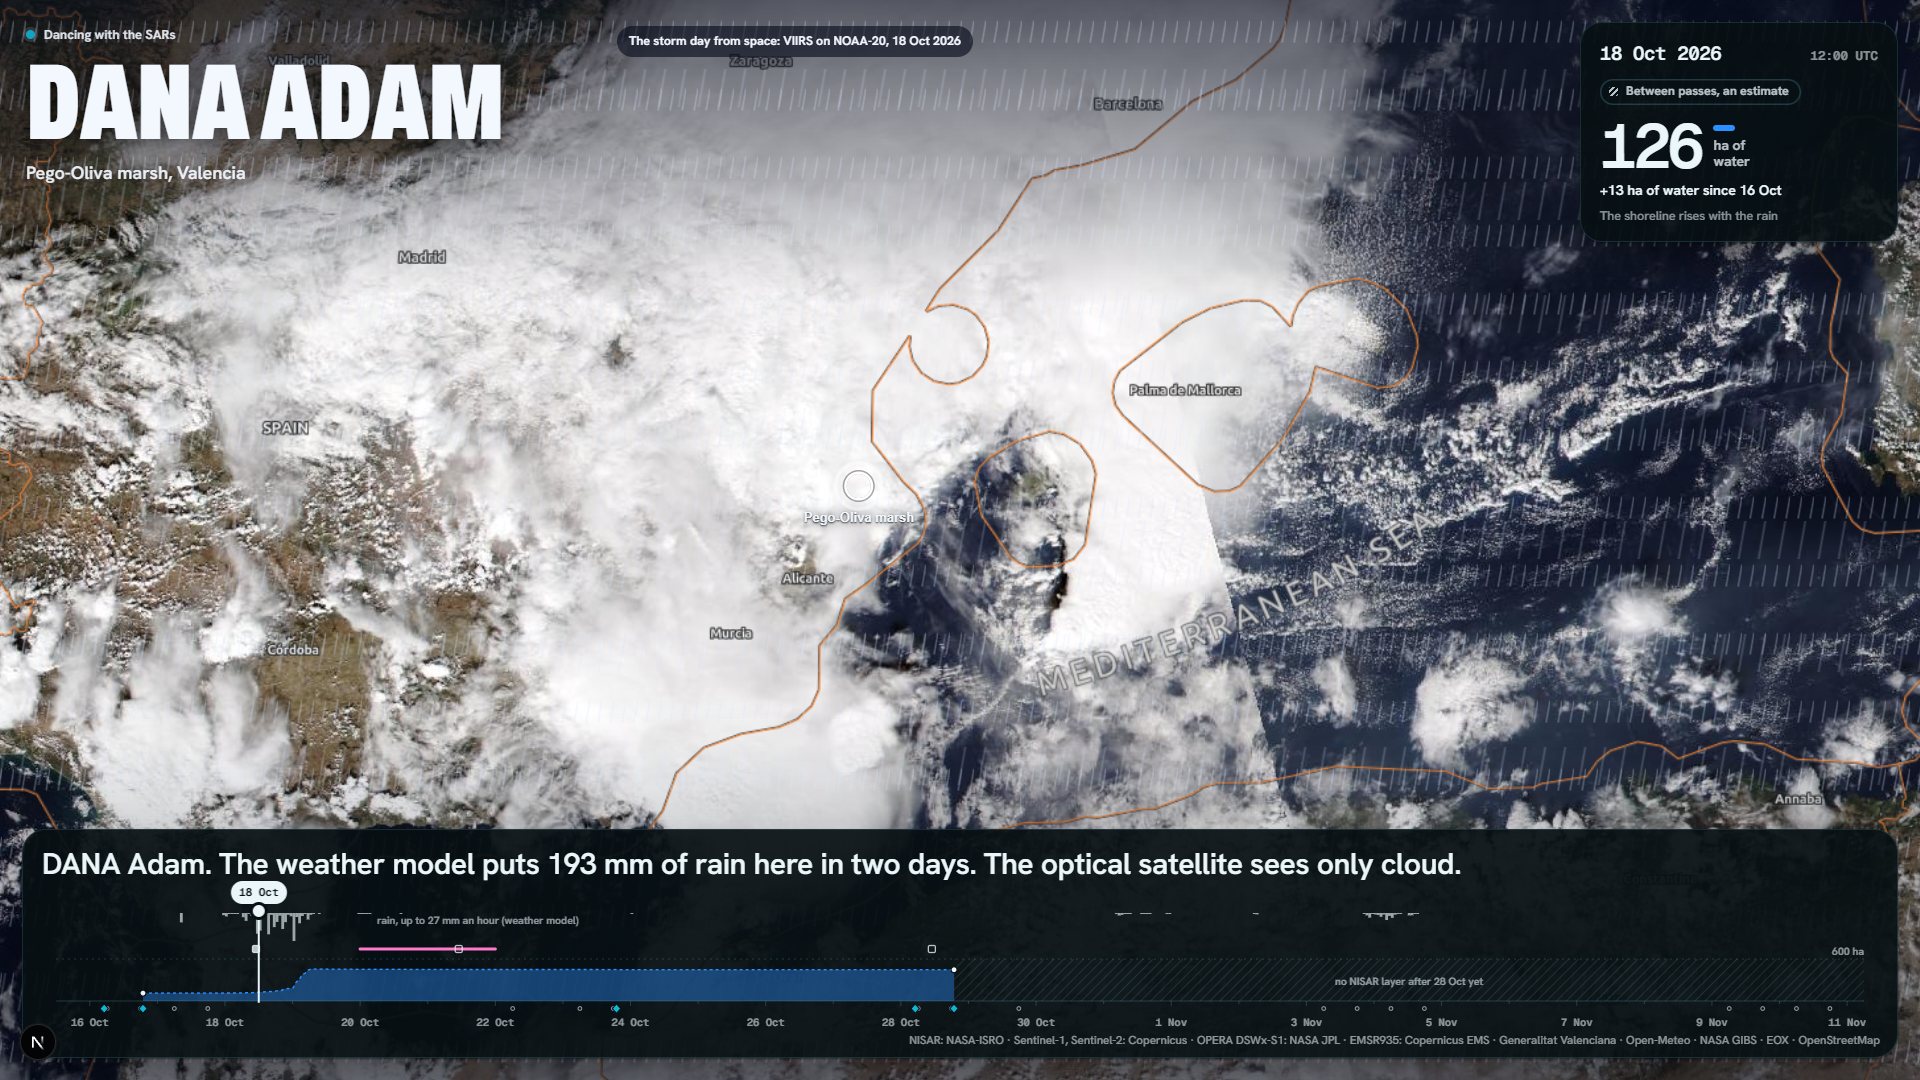 Dancing with the SARs
DANA ADAM
Pego-Oliva marsh, Valencia
The storm day from space: VIIRS on NOAA-20, 18 Oct 2026
18 Oct 2026
12:00 UTC
Between passes, an estimate
126
ha of
water
+13 ha of water since 16 Oct
The shoreline rises with the rain
Valladolid
Zaragoza
Barcelona
Madrid
Palma de Mallorca
SPAIN
Pego-Oliva marsh
Alicante
Murcia
Córdoba
MEDITERRANEAN SEA
Annaba
DANA Adam. The weather model puts 193 mm of rain here in two days. The optical satellite sees only cloud.
Constantine
18 Oct
rain, up to 27 mm an hour (weather model)
600 ha
no NISAR layer after 28 Oct yet
16 Oct
18 Oct
20 Oct
22 Oct
24 Oct
26 Oct
28 Oct
30 Oct
1 Nov
3 Nov
5 Nov
7 Nov
9 Nov
11 Nov
N
NISAR: NASA-ISRO · Sentinel-1, Sentinel-2: Copernicus · OPERA DSWx-S1: NASA JPL · EMSR935: Copernicus EMS · Generalitat Valenciana · Open-Meteo · NASA GIBS · EOX · OpenStreetMap